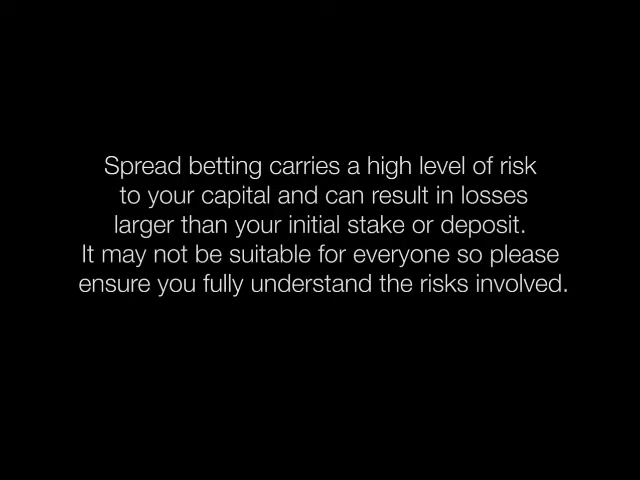 Spread betting carries a high level of risk
to your capital and can result in losses
larger than your initial stake or deposit.
It may not be suitable for everyone so please
ensure you fully understand the risks involved.